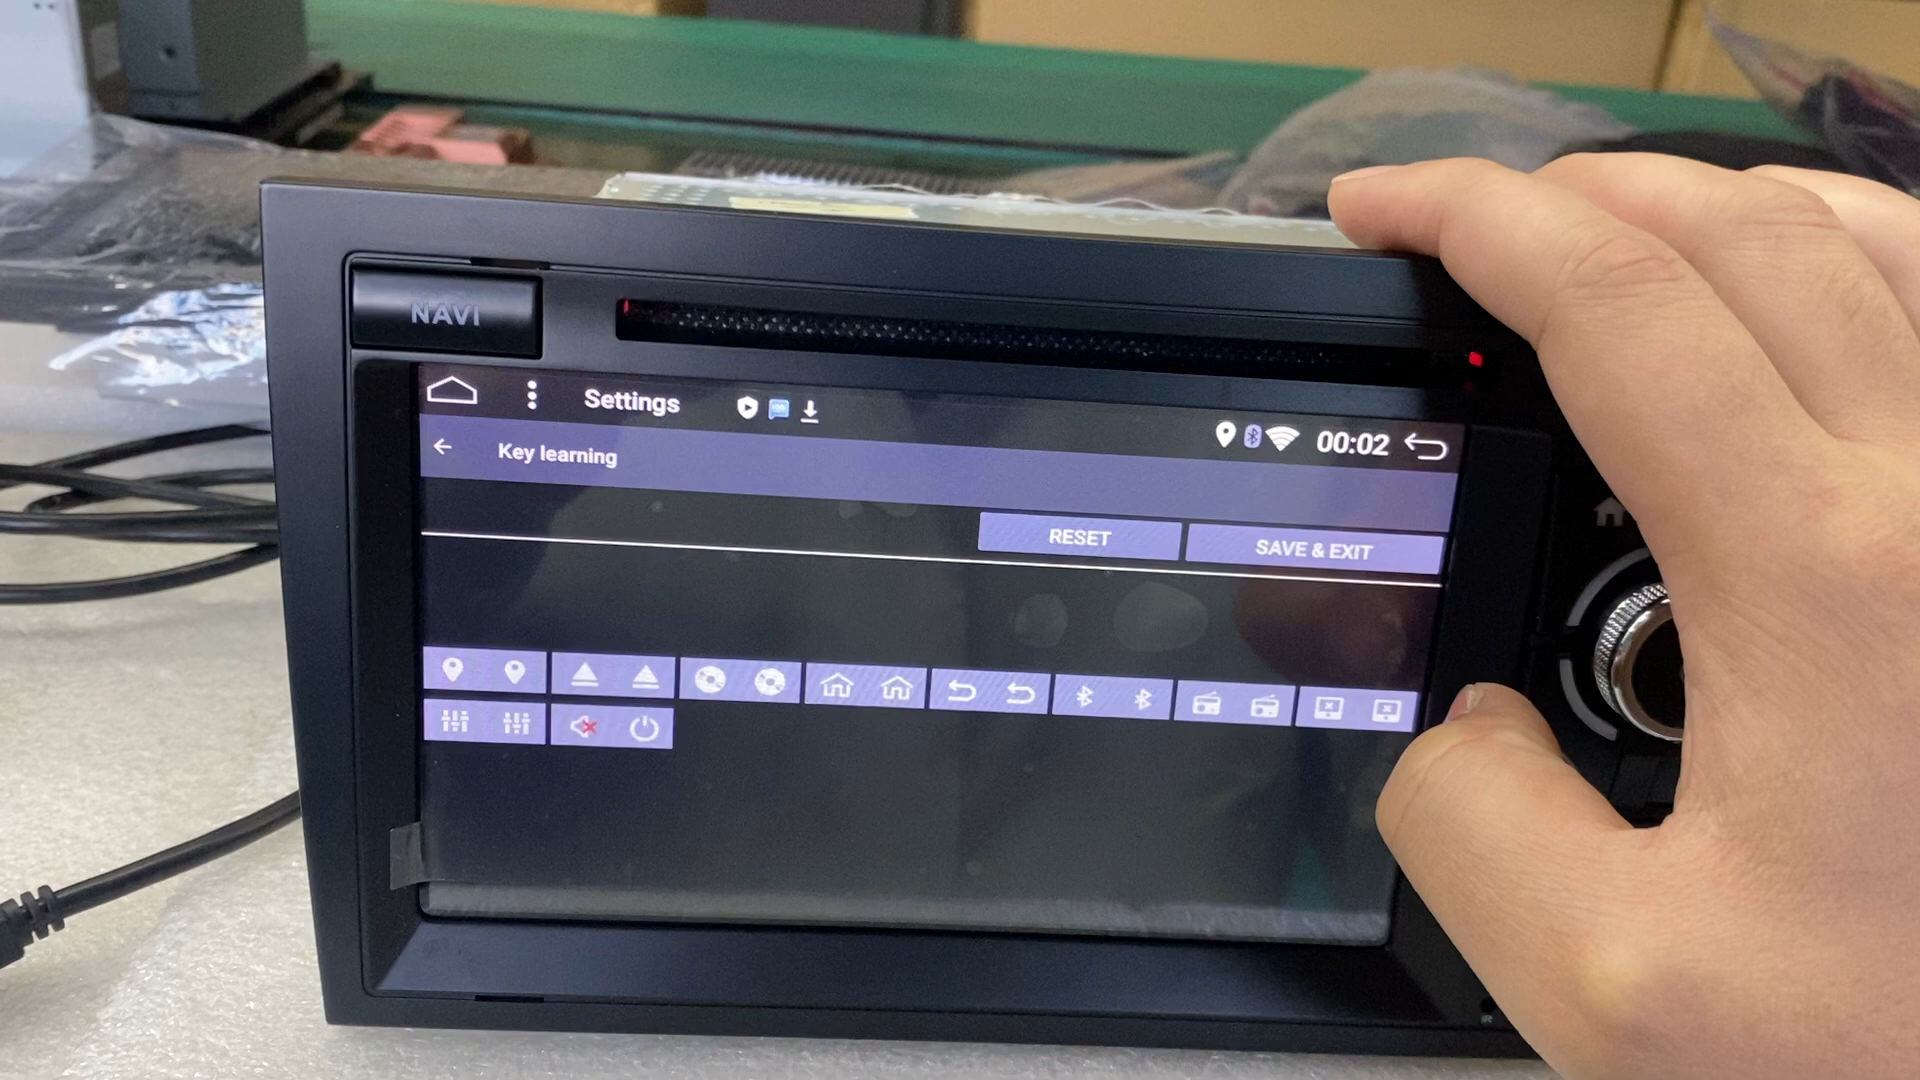 NAVI
Settings
00:02
Key learning
RESET
SAVE & EXIT